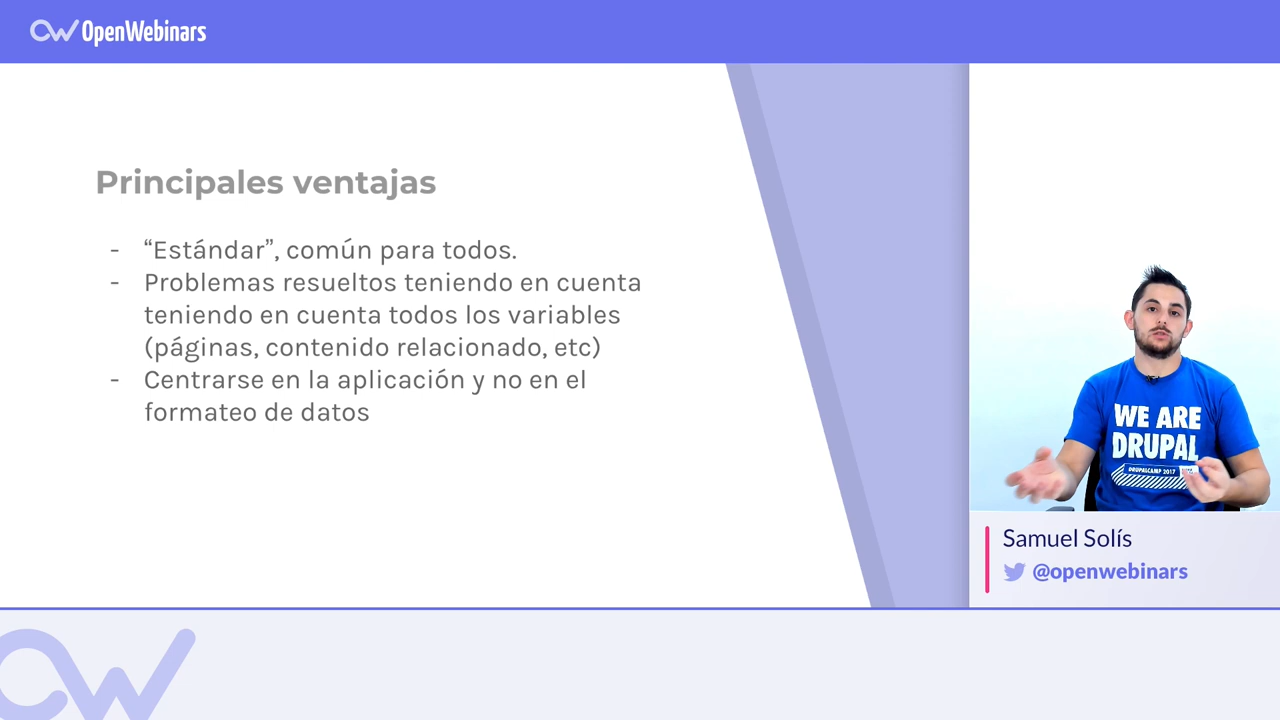 OpenWebinars
Principales ventajas
- “Estándar”, común para todos.
- Problemas resueltos teniendo en cuenta
teniendo en cuenta todos los variables
(páginas, contenido relacionado, etc)
- Centrarse en la aplicación y no en el
formateo de datos
WE ARE
DRUPAL
DRUPALCAMP 2017
Samuel Solís
@openwebinars